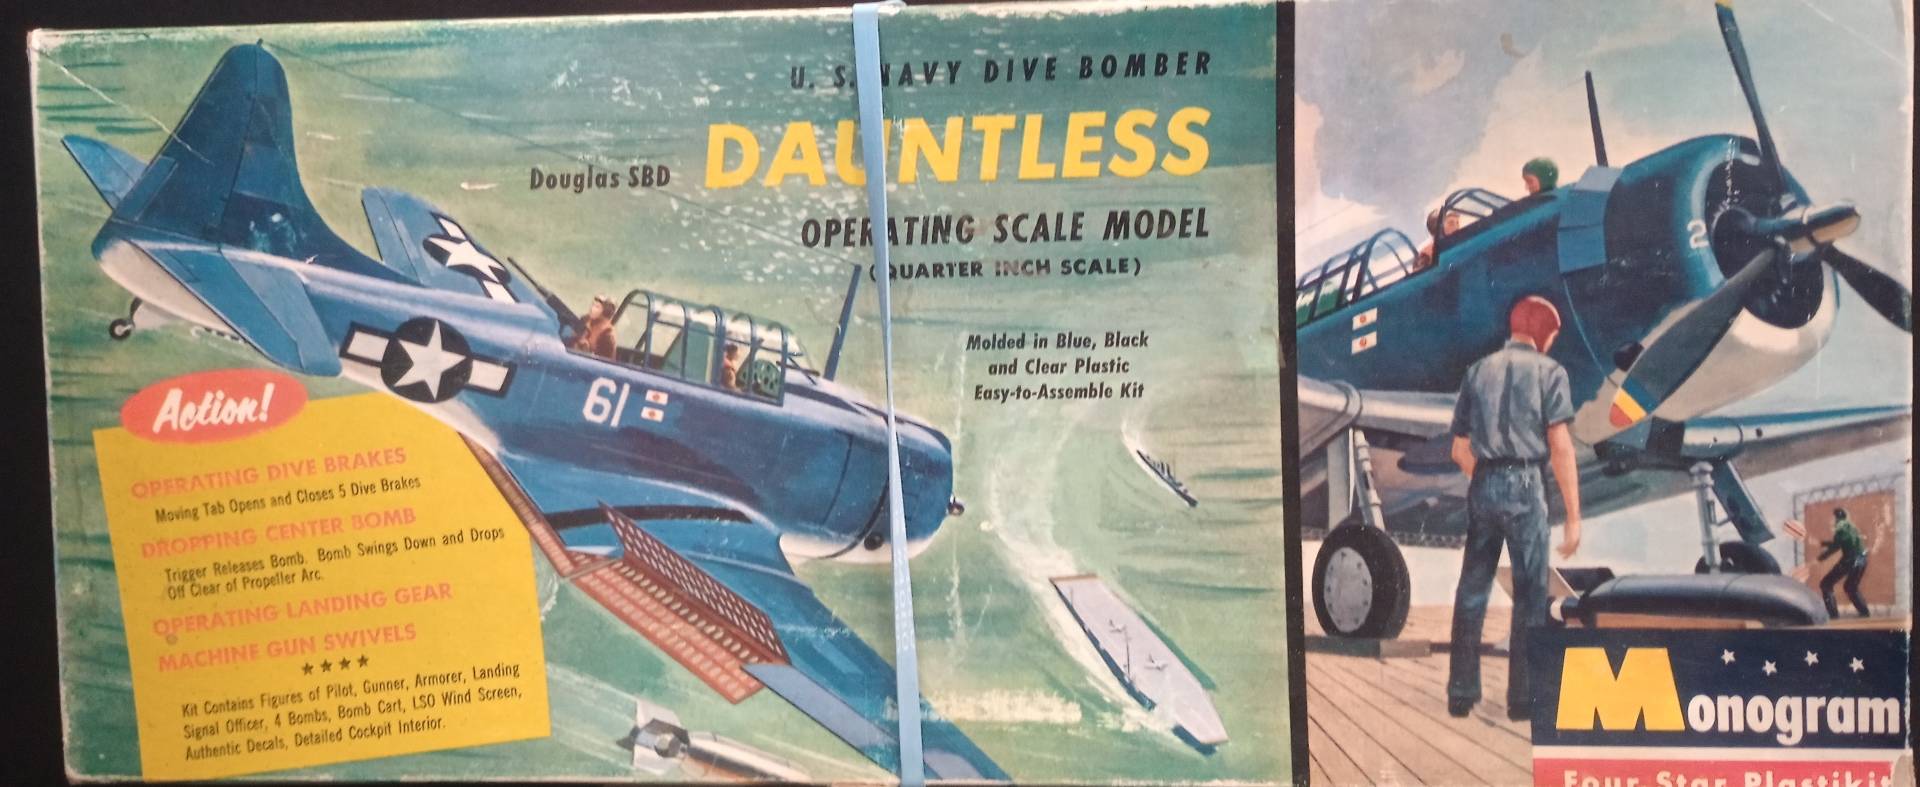 U. S. NAVY DIVE BOMBER
Douglas SBD DAUNTLESS
OPERATING SCALE MODEL
(QUARTER INCH SCALE)
Molded in Blue, Black
and Clear Plastic
Easy-to-Assemble Kit
61
Action!
OPERATING DIVE BRAKES
Moving Tab Opens and Closes 5 Dive Brakes
DROPPING CENTER BOMB
Trigger Releases Bomb. Bomb Swings Down and Drops
Off Clear of Propeller Arc.
OPERATING LANDING GEAR
MACHINE GUN SWIVELS
Kit Contains Figures of Pilot, Gunner, Armorer, Landing
Signal Officer, 4 Bombs, Bomb Cart, LSO Wind Screen,
Authentic Decals, Detailed Cockpit Interior.
2
Monogram
Four Star Plastikit